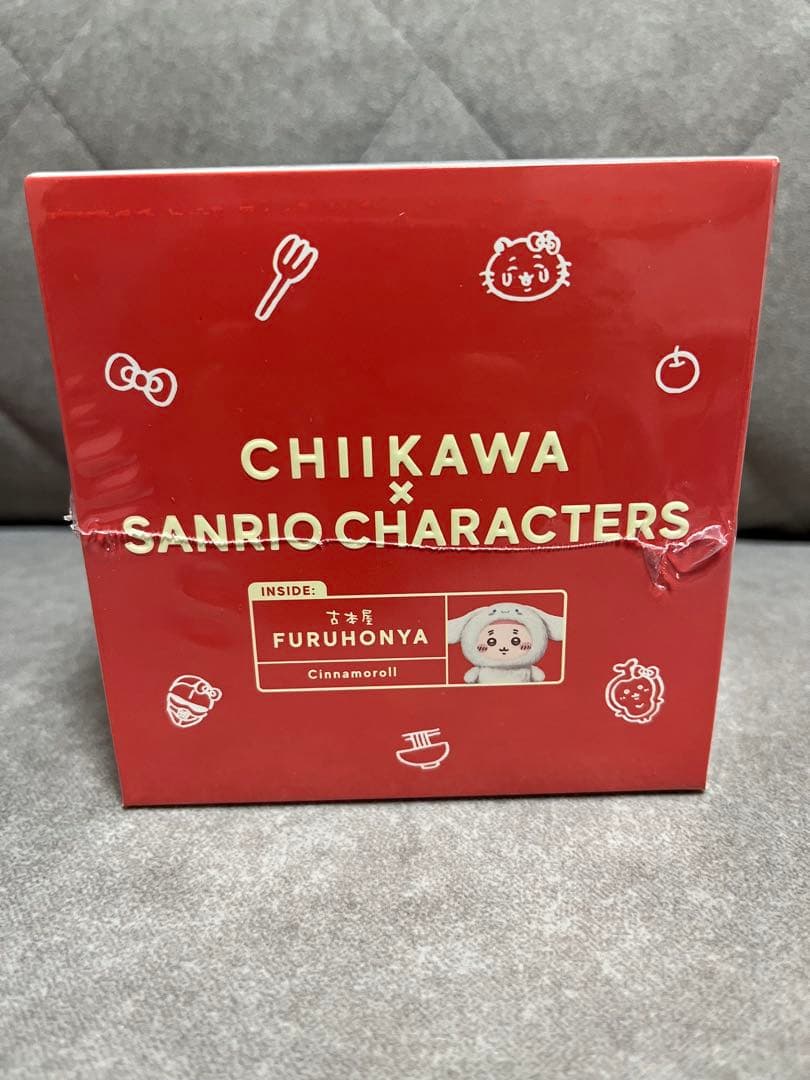 CHIIKAWA
×
SANRIO CHARACTERS
INSIDE:
古本屋
FURUHONYA
Cinnamoroll